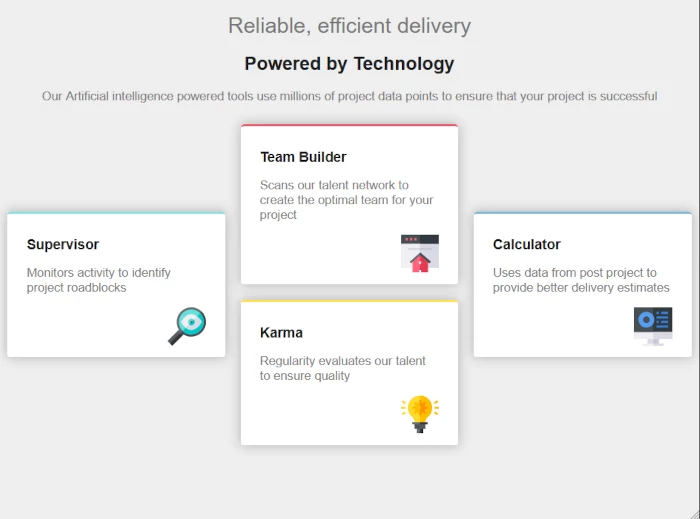 Reliable, efficient delivery
Powered by Technology
Our Artificial intelligence powered tools use millions of project data points to ensure that your project is successful
Team Builder
Scans our talent network to
create the optimal team for your
project
Supervisor
Monitors activity to identify
project roadblocks
Calculator
Uses data from post project to
provide better delivery estimates
Karma
Regularity evaluates our talent
to ensure quality